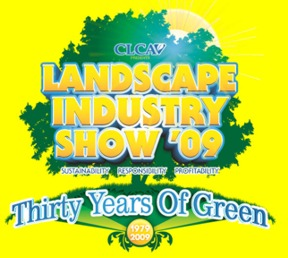 CLCA
PRESENTS
LANDSCAPE
INDUSTRY
SHOW '09
SUSTAINABILITY RESPONSIBILITY PROFITABILITY
Thirty Years Of Green
1979
2009